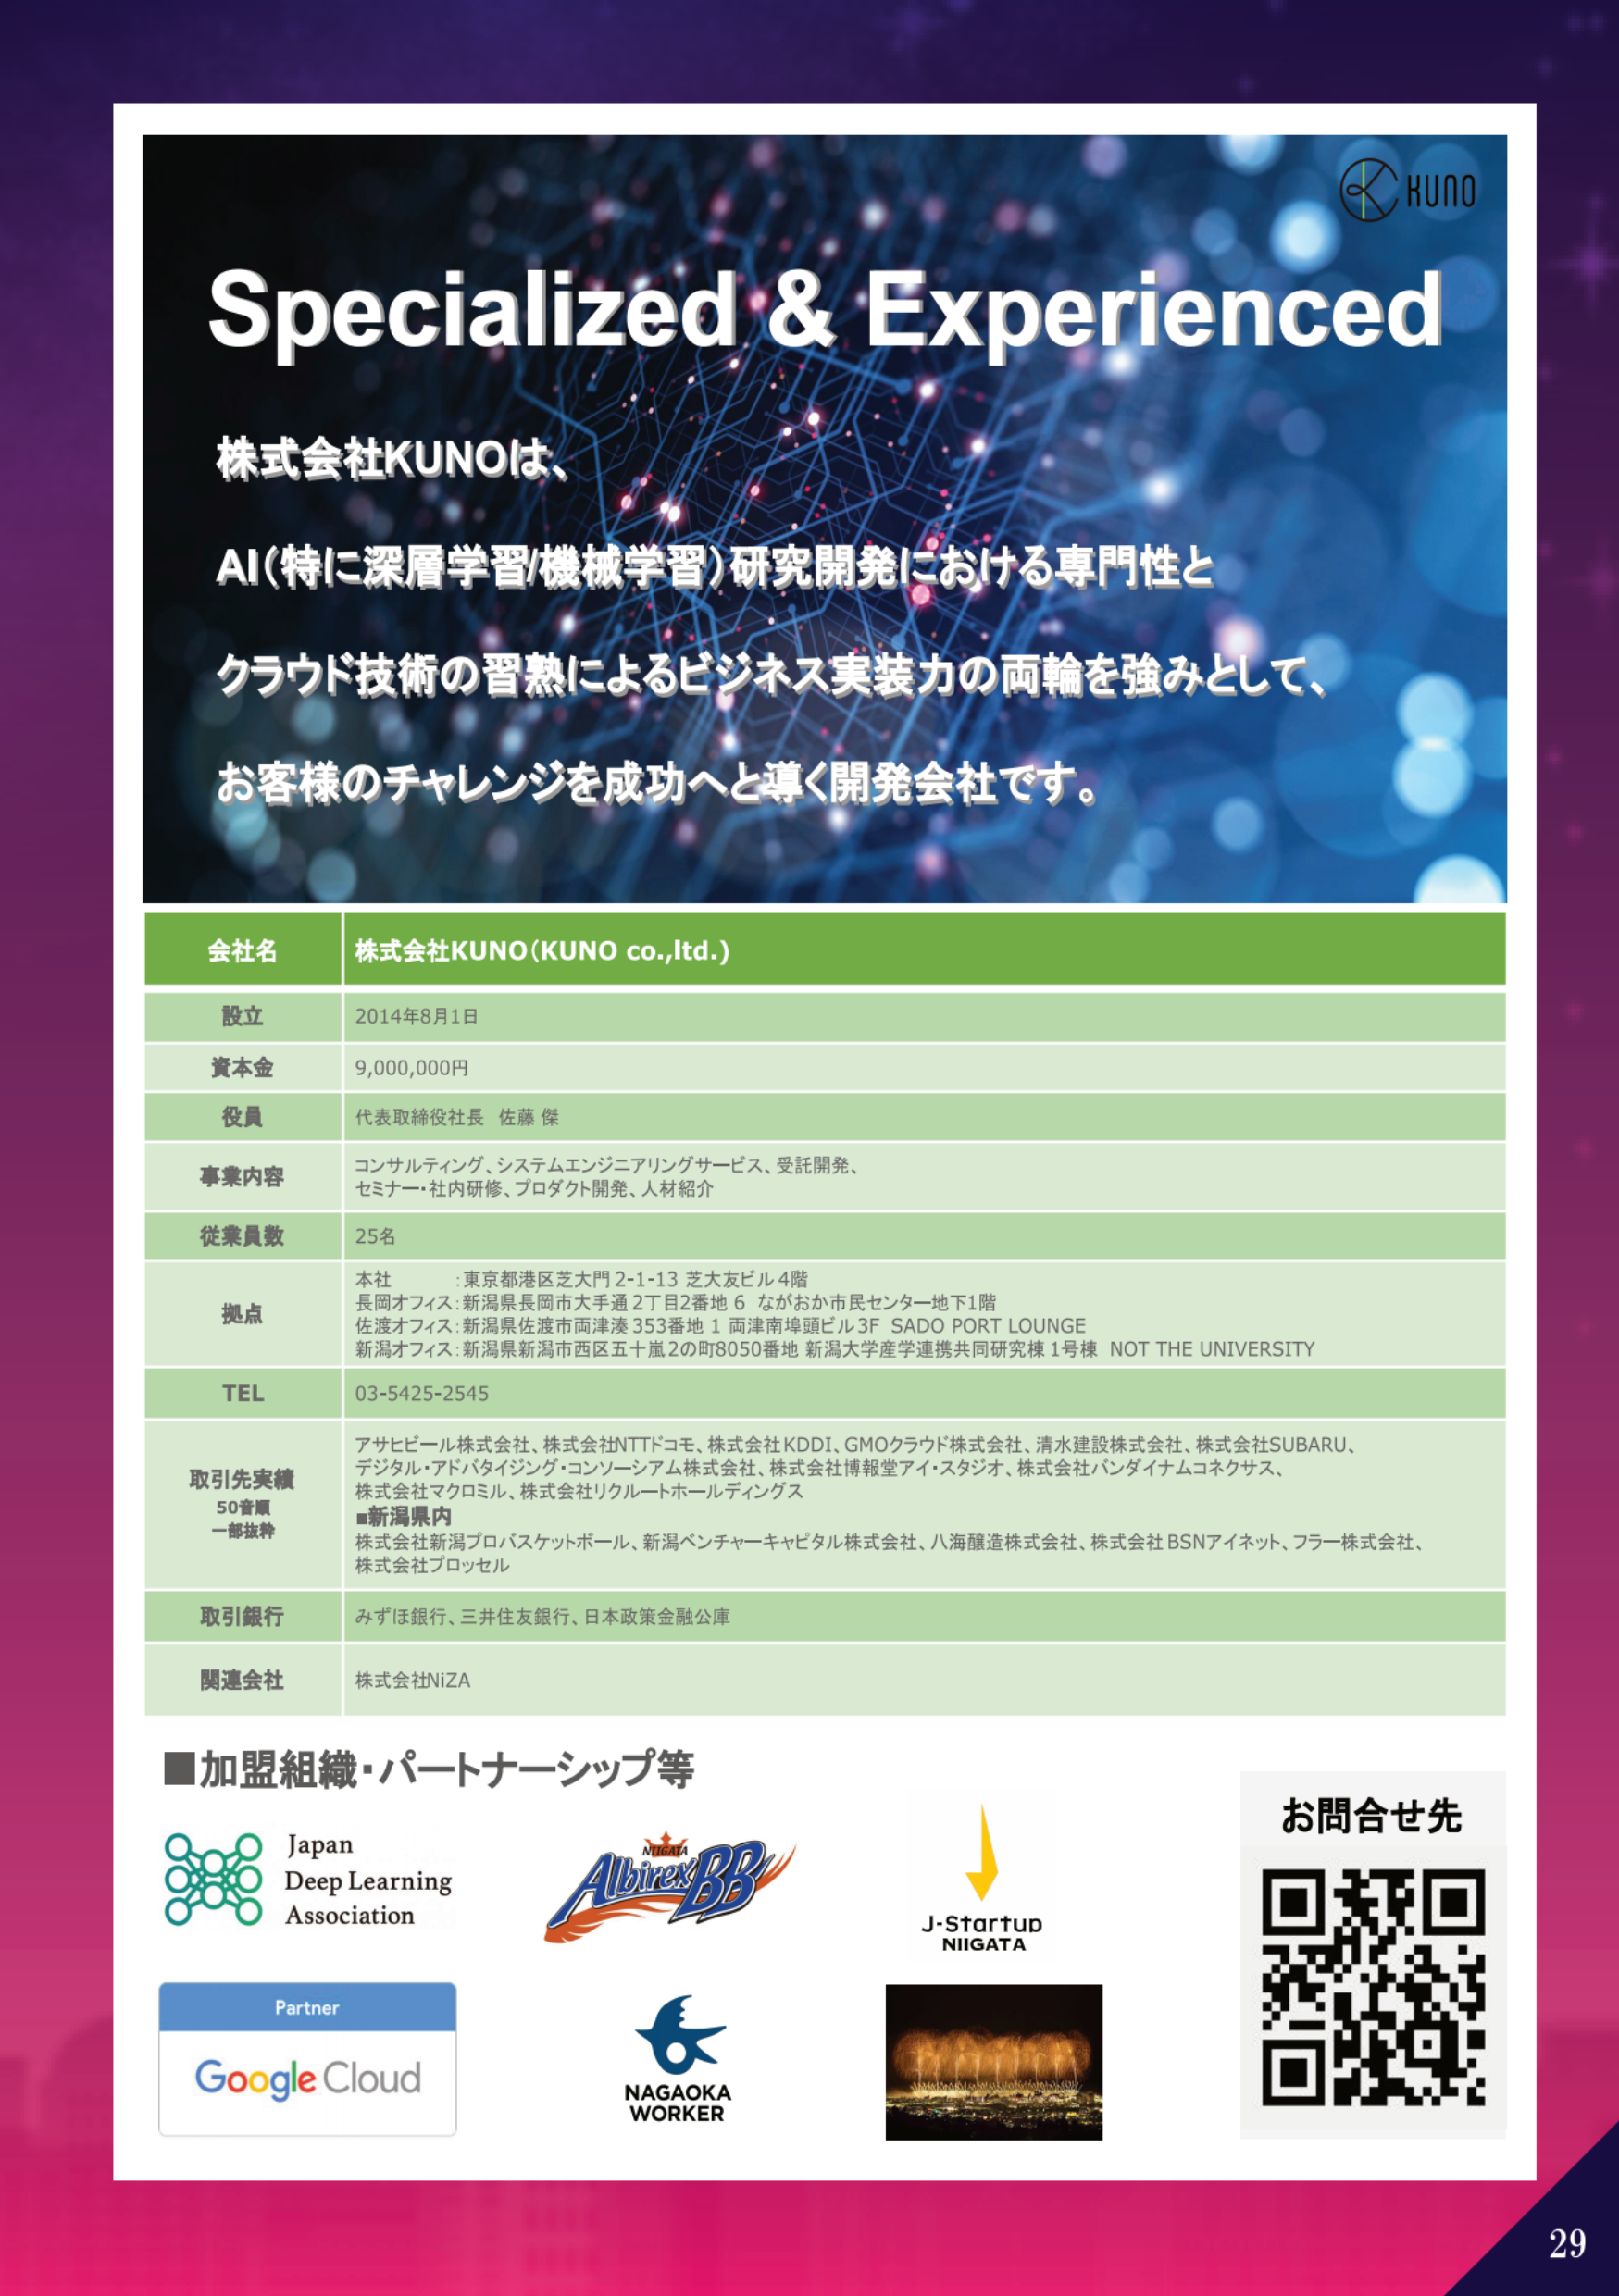 KUNO
Specialized & Experienced
株式会社KUNOは、
AI(特に深層学習/機械学習)研究開発における専門性と
クラウド技術の習熟によるビジネス実装力の両輪を強みとして、
お客様のチャレンジを成功へと導く開発会社です。
会社名 株式会社KUNO(KUNO co.,ltd.)
設立 2014年8月1日
資本金 9,000,000円
役員 代表取締役社長 佐藤 傑
事業内容
コンサルティング、システムエンジニアリングサービス、受託開発、
セミナー・社内研修、プロダクト開発、人材紹介
従業員数 25名
拠点
本社 :東京都港区芝大門 2-1-13 芝大友ビル 4階
長岡オフィス:新潟県長岡市大手通 2丁目2番地 6 ながおか市民センター地下1階
佐渡オフィス:新潟県佐渡市両津湊 353番地 1 両津南埠頭ビル 3F SADO PORT LOUNGE
新潟オフィス:新潟県新潟市西区五十嵐2の町8050番地 新潟大学産学連携共同研究棟 1号棟 NOT THE UNIVERSITY
TEL 03-5425-2545
取引先実績
50音順
一部抜粋
アサヒビール株式会社、株式会社NTTドコモ、株式会社KDDI、GMOクラウド株式会社、清水建設株式会社、株式会社SUBARU、
デジタル・アドバタイジング・コンソーシアム株式会社、株式会社博報堂アイ・スタジオ、株式会社バンダイナムコネクサス、
株式会社マクロミル、株式会社リクルートホールディングス
■新潟県内
株式会社新潟プロバスケットボール、新潟ベンチャーキャピタル株式会社、八海醸造株式会社、株式会社BSNアイネット、フラー株式会社、
株式会社プロッセル
取引銀行 みずほ銀行、三井住友銀行、日本政策金融公庫
関連会社 株式会社NiZA
■加盟組織・パートナーシップ等
Japan
Deep Learning
Association
NIIGATA
Albirex BB
J-Startup
NIIGATA
お問合せ先
Partner
Google Cloud
NAGAOKA
WORKER
29